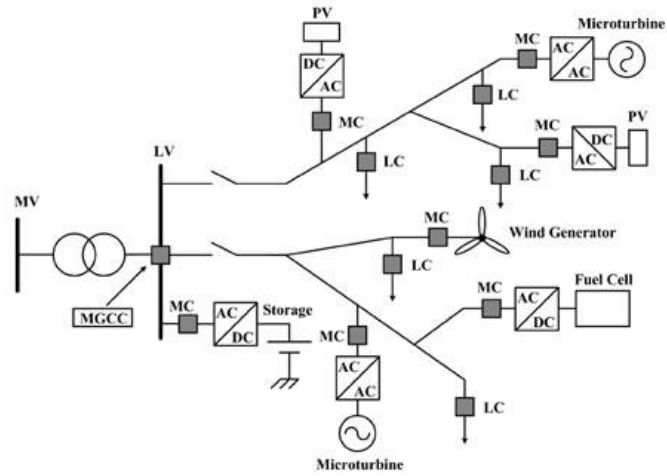 PV
Microturbine
MC
AC
AC
DC
AC
LC
MC
PV
MC
AC
DC
LC
LC
LV
MV
MC
Wind Generator
LC
MGCC
MC
AC
DC
Storage
MC
AC
DC
Fuel Cell
MC
AC
AC
LC
Microturbine